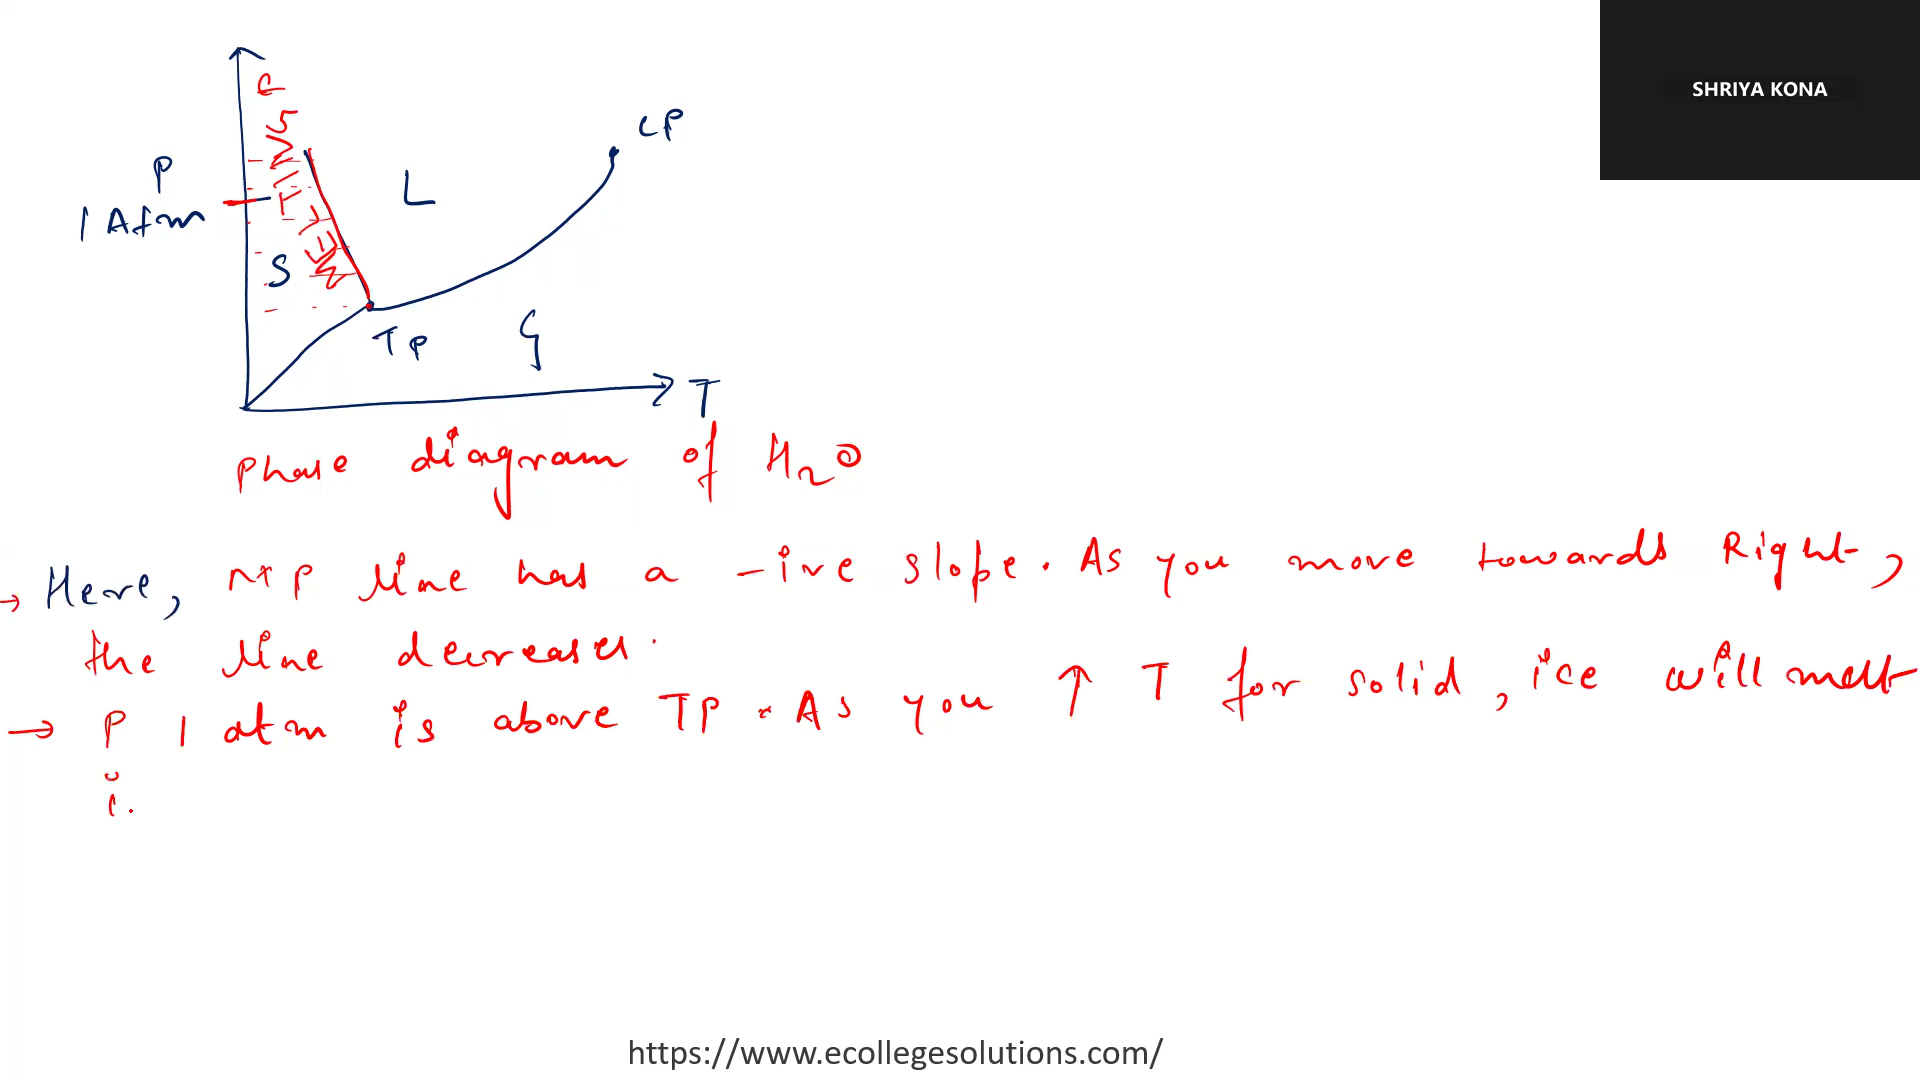 SHRIYA KONA
CP
P
L
1 Atm
MELTING
S
TP
G
T
Phase diagram of H2O
→ Here, MP line has a -ive slope. As you move towards Right,
the line decreases.
→ P 1 atm is above TP. As you ↑ T for solid, ice will melt
https://www.ecollegesolutions.com/